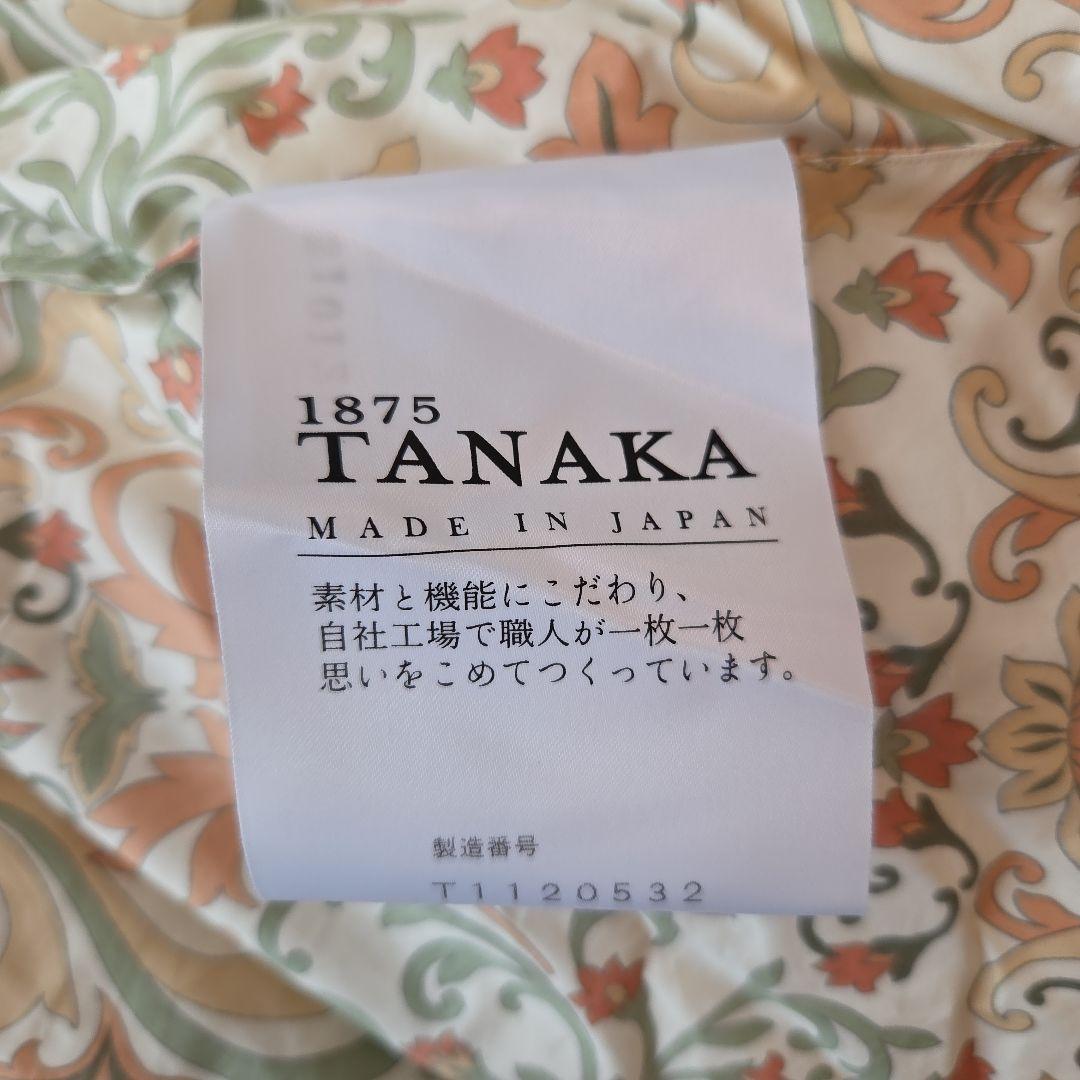 1875
TANAKA
MADE IN JAPAN
素材と機能にこだわり、
自社工場で職人が一枚一枚
思いをこめてつくっています。
製造番号
T1120532